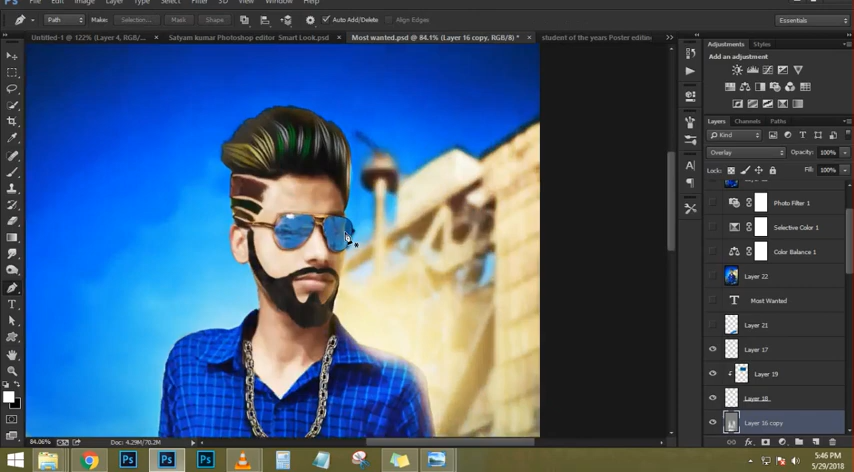 File Edit Image Layer Type Select Filter 3D View Window Help
Path Make: Selection... Mask Shape Auto Add/Delete Align Edges Essentials
Untitled-1 @ 122% (Layer 4, RGB/8... × Satyam kumar Photoshop editor Smart Look.psd × Most wanted.psd @ 84.1% (Layer 16 copy, RGB/8) * × student of the years Poster editing
Adjustments Styles
Add an adjustment
Layers Channels Paths
Kind
Overlay Opacity: 100%
Lock: Fill: 100%
Photo Filter 1
Selective Color 1
Color Balance 1
Layer 22
T Most Wanted
Layer 21
Layer 17
Layer 19
Layer 18
Layer 16 copy
84.06% Doc: 4.29M/70.2M
5:46 PM
5/29/2018